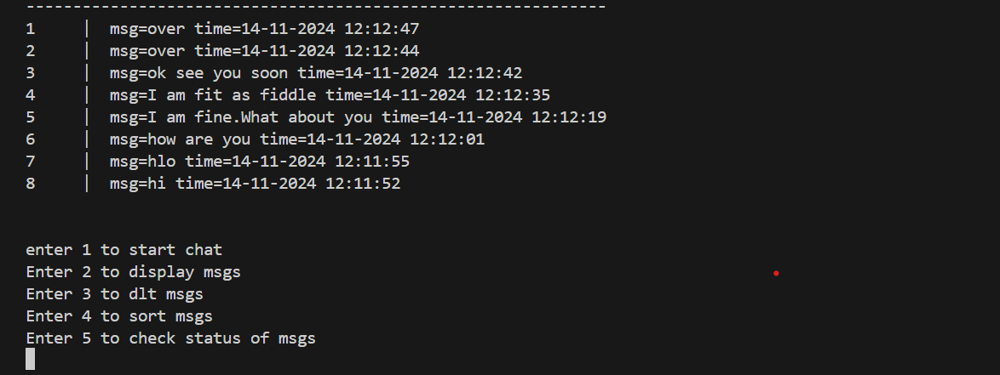 --------------------------------------------------------------
1     |  msg=over time=14-11-2024 12:12:47
2     |  msg=over time=14-11-2024 12:12:44
3     |  msg=ok see you soon time=14-11-2024 12:12:42
4     |  msg=I am fit as fiddle time=14-11-2024 12:12:35
5     |  msg=I am fine.What about you time=14-11-2024 12:12:19
6     |  msg=how are you time=14-11-2024 12:12:01
7     |  msg=hlo time=14-11-2024 12:11:55
8     |  msg=hi time=14-11-2024 12:11:52
enter 1 to start chat
Enter 2 to display msgs
Enter 3 to dlt msgs
Enter 4 to sort msgs
Enter 5 to check status of msgs